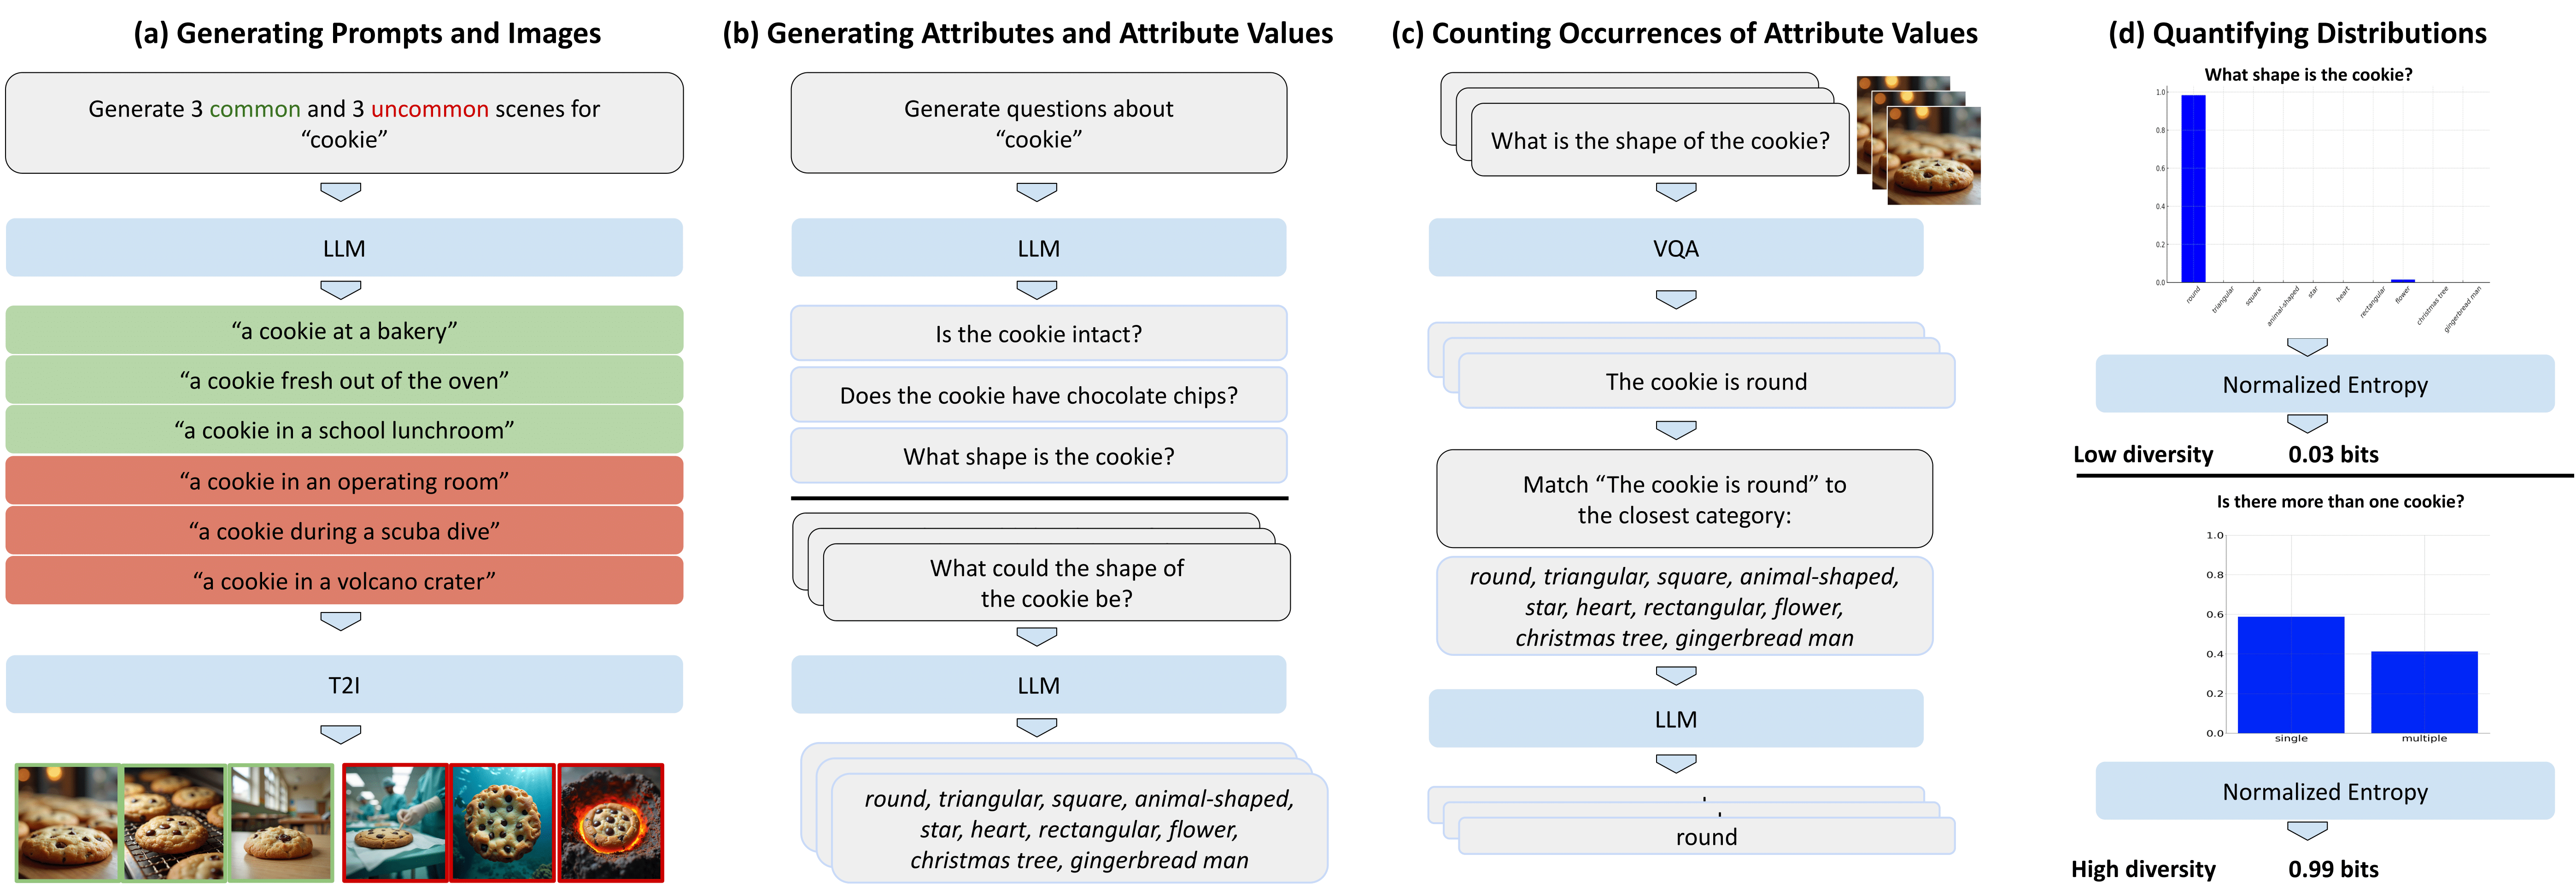 (a) Generating Prompts and Images
Generate 3 common and 3 uncommon scenes for
“cookie”
LLM
“a cookie at a bakery”
“a cookie fresh out of the oven”
“a cookie in a school lunchroom”
“a cookie in an operating room”
“a cookie during a scuba dive”
“a cookie in a volcano crater”
T2I
(b) Generating Attributes and Attribute Values
Generate questions about
“cookie”
LLM
Is the cookie intact?
Does the cookie have chocolate chips?
What shape is the cookie?
What could the shape of
the cookie be?
LLM
round, triangular, square, animal-shaped,
star, heart, rectangular, flower,
christmas tree, gingerbread man
(c) Counting Occurrences of Attribute Values
What is the shape of the cookie?
VQA
The cookie is round
Match “The cookie is round” to
the closest category:
round, triangular, square, animal-shaped,
star, heart, rectangular, flower,
christmas tree, gingerbread man
LLM
round
(d) Quantifying Distributions
What shape is the cookie?
1.0
0.8
0.6
0.4
0.2
0.0
round
triangular
square
animal-shaped
star
heart
rectangular
flower
christmas tree
gingerbread man
Normalized Entropy
Low diversity 0.03 bits
Is there more than one cookie?
1.0
0.8
0.6
0.4
0.2
0.0
single multiple
Normalized Entropy
High diversity 0.99 bits